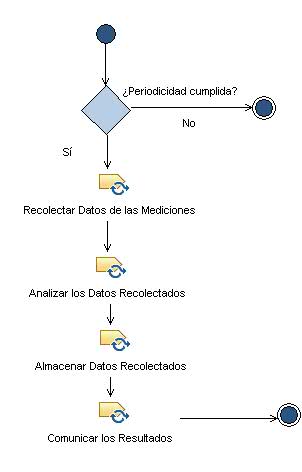 ¿Periodicidad cumplida?
No
Sí
Recolectar Datos de las Mediciones
Analizar los Datos Recolectados
Almacenar Datos Recolectados
Comunicar los Resultados